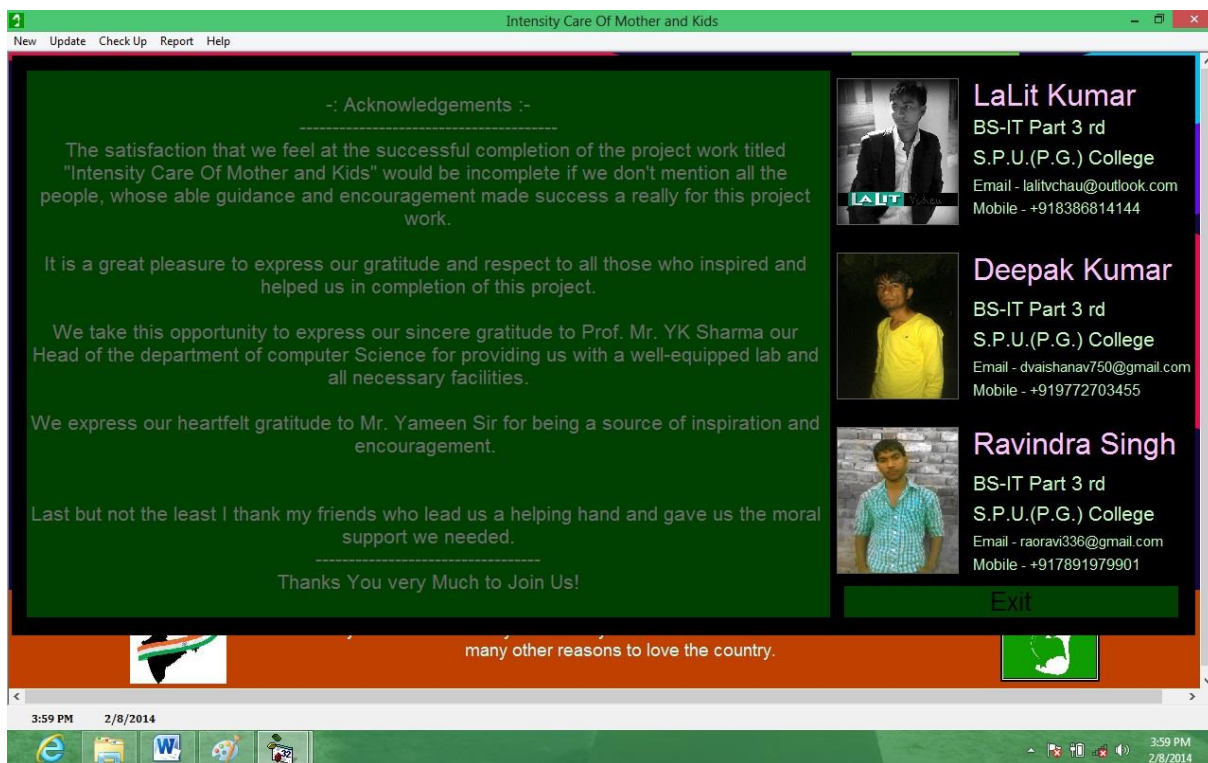 Intensity Care Of Mother and Kids
New Update Check Up Report Help
-: Acknowledgements :-
---------------------------------------
The satisfaction that we feel at the successful completion of the project work titled
"Intensity Care Of Mother and Kids" would be incomplete if we don't mention all the
people, whose able guidance and encouragement made success a really for this project
work.
It is a great pleasure to express our gratitude and respect to all those who inspired and
helped us in completion of this project.
We take this opportunity to express our sincere gratitude to Prof. Mr. YK Sharma our
Head of the department of computer Science for providing us with a well-equipped lab and
all necessary facilities.
We express our heartfelt gratitude to Mr. Yameen Sir for being a source of inspiration and
encouragement.
Last but not the least I thank my friends who lead us a helping hand and gave us the moral
support we needed.
----------------------------------
Thanks You very Much to Join Us!
LALIT
LaLit Kumar
BS-IT Part 3 rd
S.P.U.(P.G.) College
Email - lalitvchau@outlook.com
Mobile - +918386814144
Deepak Kumar
BS-IT Part 3 rd
S.P.U.(P.G.) College
Email - dvaishanav750@gmail.com
Mobile - +919772703455
Ravindra Singh
BS-IT Part 3 rd
S.P.U.(P.G.) College
Email - raoravi336@gmail.com
Mobile - +917891979901
Exit
many other reasons to love the country.
3:59 PM 2/8/2014
3:59 PM
2/8/2014